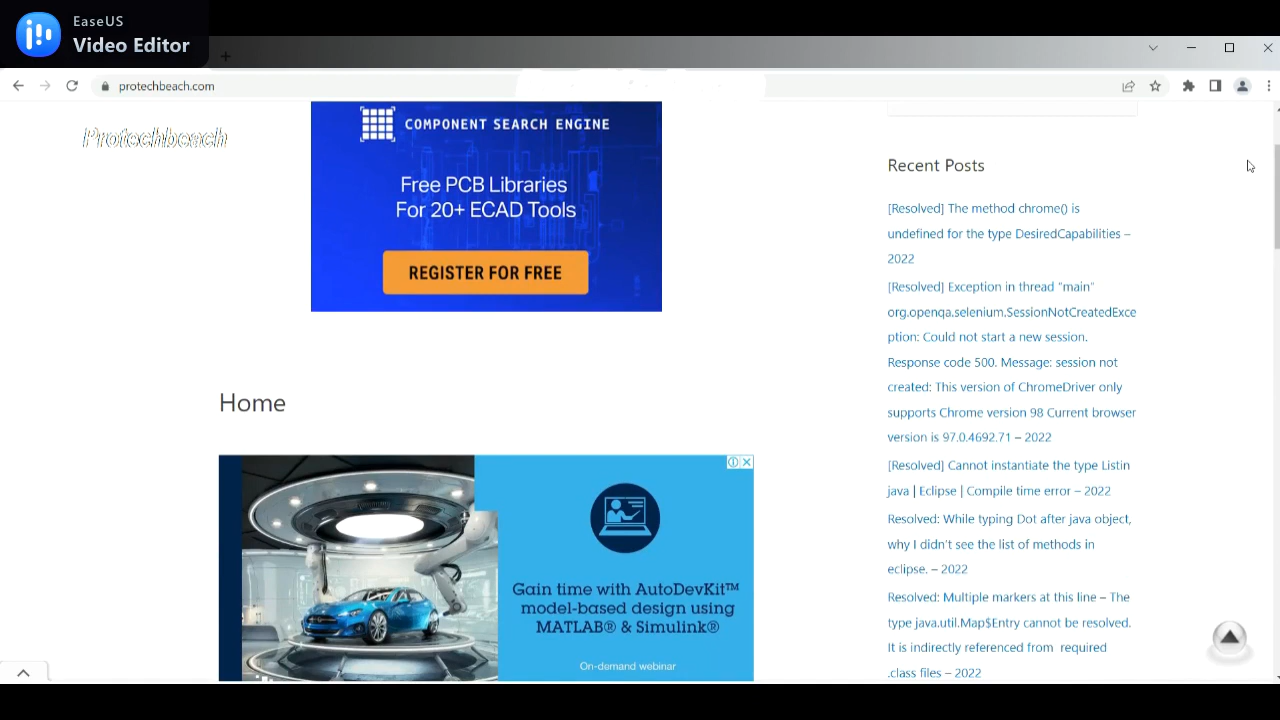 EaseUS
Video Editor
protechbeach.com
Protechbeach
COMPONENT SEARCH ENGINE
Free PCB Libraries
For 20+ ECAD Tools
REGISTER FOR FREE
Home
Gain time with AutoDevKit™
model-based design using
MATLAB® & Simulink®
On-demand webinar
Recent Posts
[Resolved] The method chrome() is
undefined for the type DesiredCapabilities –
2022
[Resolved] Exception in thread "main"
org.openqa.selenium.SessionNotCreatedExce
ption: Could not start a new session.
Response code 500. Message: session not
created: This version of ChromeDriver only
supports Chrome version 98 Current browser
version is 97.0.4692.71 – 2022
[Resolved] Cannot instantiate the type Listin
java | Eclipse | Compile time error – 2022
Resolved: While typing Dot after java object,
why I didn't see the list of methods in
eclipse. – 2022
Resolved: Multiple markers at this line – The
type java.util.Map$Entry cannot be resolved.
It is indirectly referenced from required
.class files – 2022